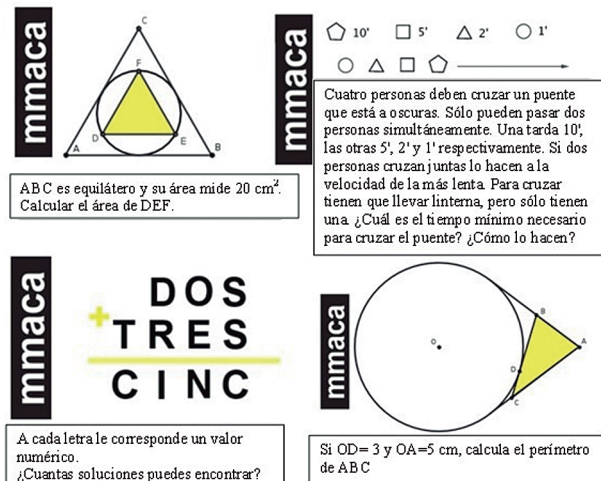 mmaca
C
F
D
E
A
B
ABC es equilátero y su área mide 20 cm².
Calcular el área de DEF.
mmaca
10' 5' 2' 1'
Cuatro personas deben cruzar un puente
que está a oscuras. Sólo pueden pasar dos
personas simultáneamente. Una tarda 10',
las otras 5', 2' y 1' respectivamente. Si dos
personas cruzan juntas lo hacen a la
velocidad de la más lenta. Para cruzar
tienen que llevar linterna, pero sólo tienen
una. ¿Cuál es el tiempo mínimo necesario
para cruzar el puente? ¿Cómo lo hacen?
mmaca
DOS
+
TRES
CINC
A cada letra le corresponde un valor
numérico.
¿Cuantas soluciones puedes encontrar?
mmaca
B
O
A
D
C
Si OD= 3 y OA=5 cm, calcula el perímetro
de ABC